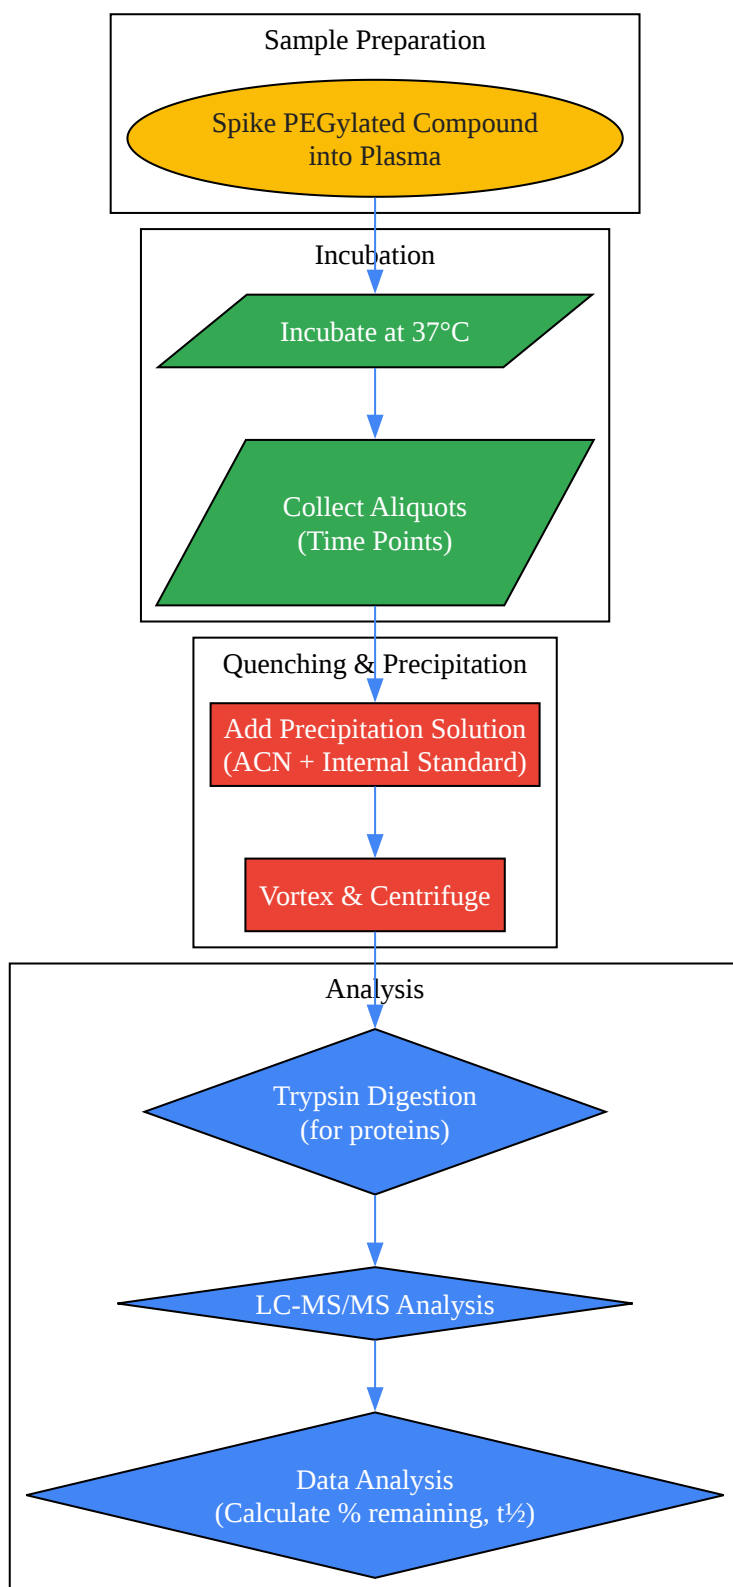 Sample Preparation
Spike PEGylated Compound
into Plasma
Incubation
Incubate at 37°C
Collect Aliquots
(Time Points)
Quenching & Precipitation
Add Precipitation Solution
(ACN + Internal Standard)
Vortex & Centrifuge
Analysis
Trypsin Digestion
(for proteins)
LC-MS/MS Analysis
Data Analysis
(Calculate % remaining, t½)